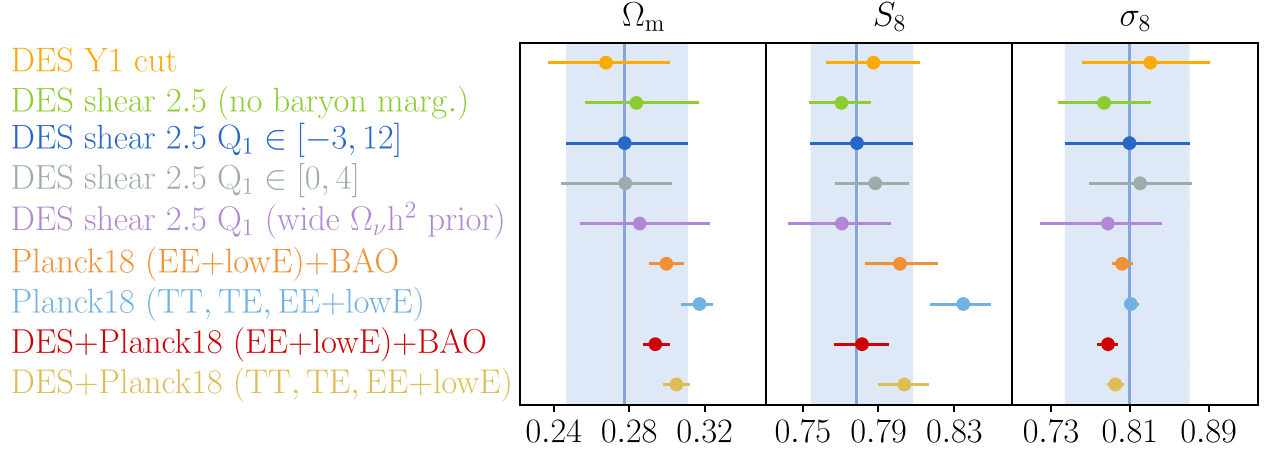 Ωₘ S₈ σ₈
DES Y1 cut
DES shear 2.5 (no baryon marg.)
DES shear 2.5 Q₁ ∈ [−3, 12]
DES shear 2.5 Q₁ ∈ [0, 4]
DES shear 2.5 Q₁ (wide Ω_νh² prior)
Planck18 (EE+lowE)+BAO
Planck18 (TT, TE, EE+lowE)
DES+Planck18 (EE+lowE)+BAO
DES+Planck18 (TT, TE, EE+lowE)
0.24 0.28 0.32 0.75 0.79 0.83 0.73 0.81 0.89